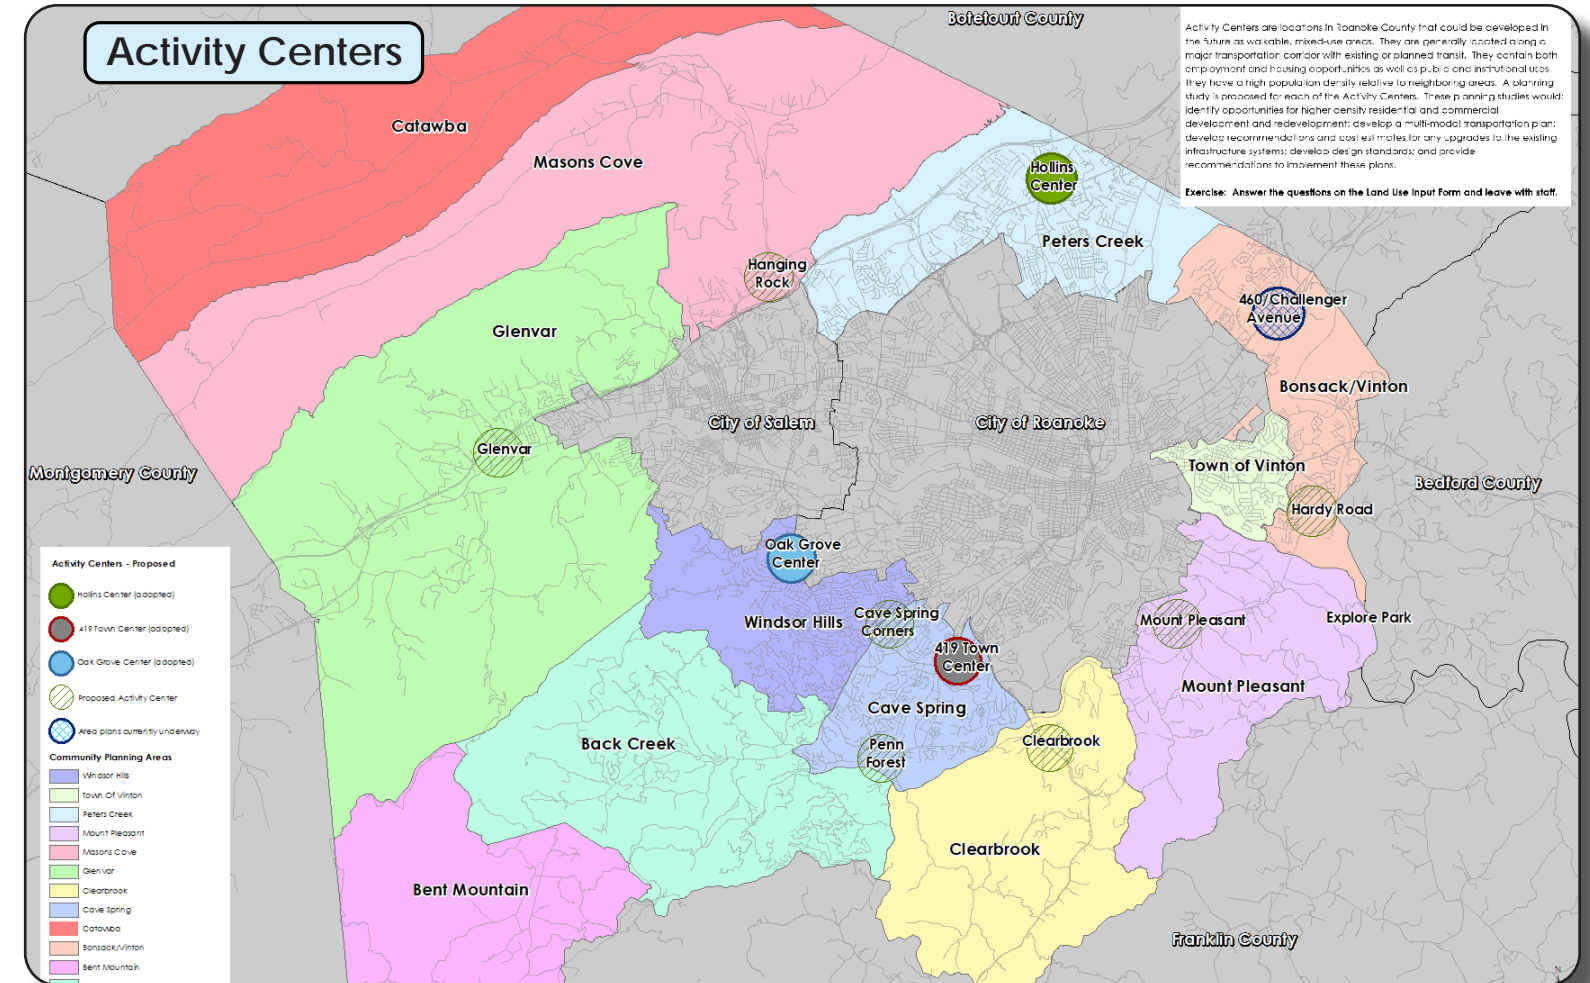 Activity Centers
Botetourt County
Activity Centers are locations in Roanoke County that could be developed in
the future as walkable, mixed-use areas. They are generally located along a
major transportation corridor with existing or planned transit. They contain both
employment and housing opportunities as well as public and institutional uses.
They have a high population density relative to neighboring areas. A planning
study is proposed for each of the Activity Centers. These planning studies would:
identify opportunities for higher density residential and commercial
development and redevelopment; develop a multi-modal transportation plan;
develop recommendations and cost estimates for any upgrades to the existing
infrastructure systems; develop design standards; and provide
recommendations to implement these plans.
Exercise: Answer the questions on the Land Use Input Form and leave with staff.
Catawba
Masons Cove
Hollins
Center
Peters Creek
Hanging
Rock
460/Challenger
Avenue
Glenvar
Bonsack/Vinton
City of Salem
City of Roanoke
Glenvar
Town of Vinton
Montgomery County
Bedford County
Hardy Road
Oak Grove
Center
Windsor Hills
Cave Spring
Corners
Mount Pleasant
Explore Park
419 Town
Center
Mount Pleasant
Cave Spring
Back Creek
Penn
Forest
Clearbrook
Clearbrook
Bent Mountain
Franklin County
Activity Centers - Proposed
Hollins Center (adopted)
419 Town Center (adopted)
Oak Grove Center (adopted)
Proposed Activity Center
Area plans currently underway
Community Planning Areas
Windsor Hills
Town Of Vinton
Peters Creek
Mount Pleasant
Masons Cove
Glenvar
Clearbrook
Cave Spring
Catawba
Bonsack/Vinton
Bent Mountain
N